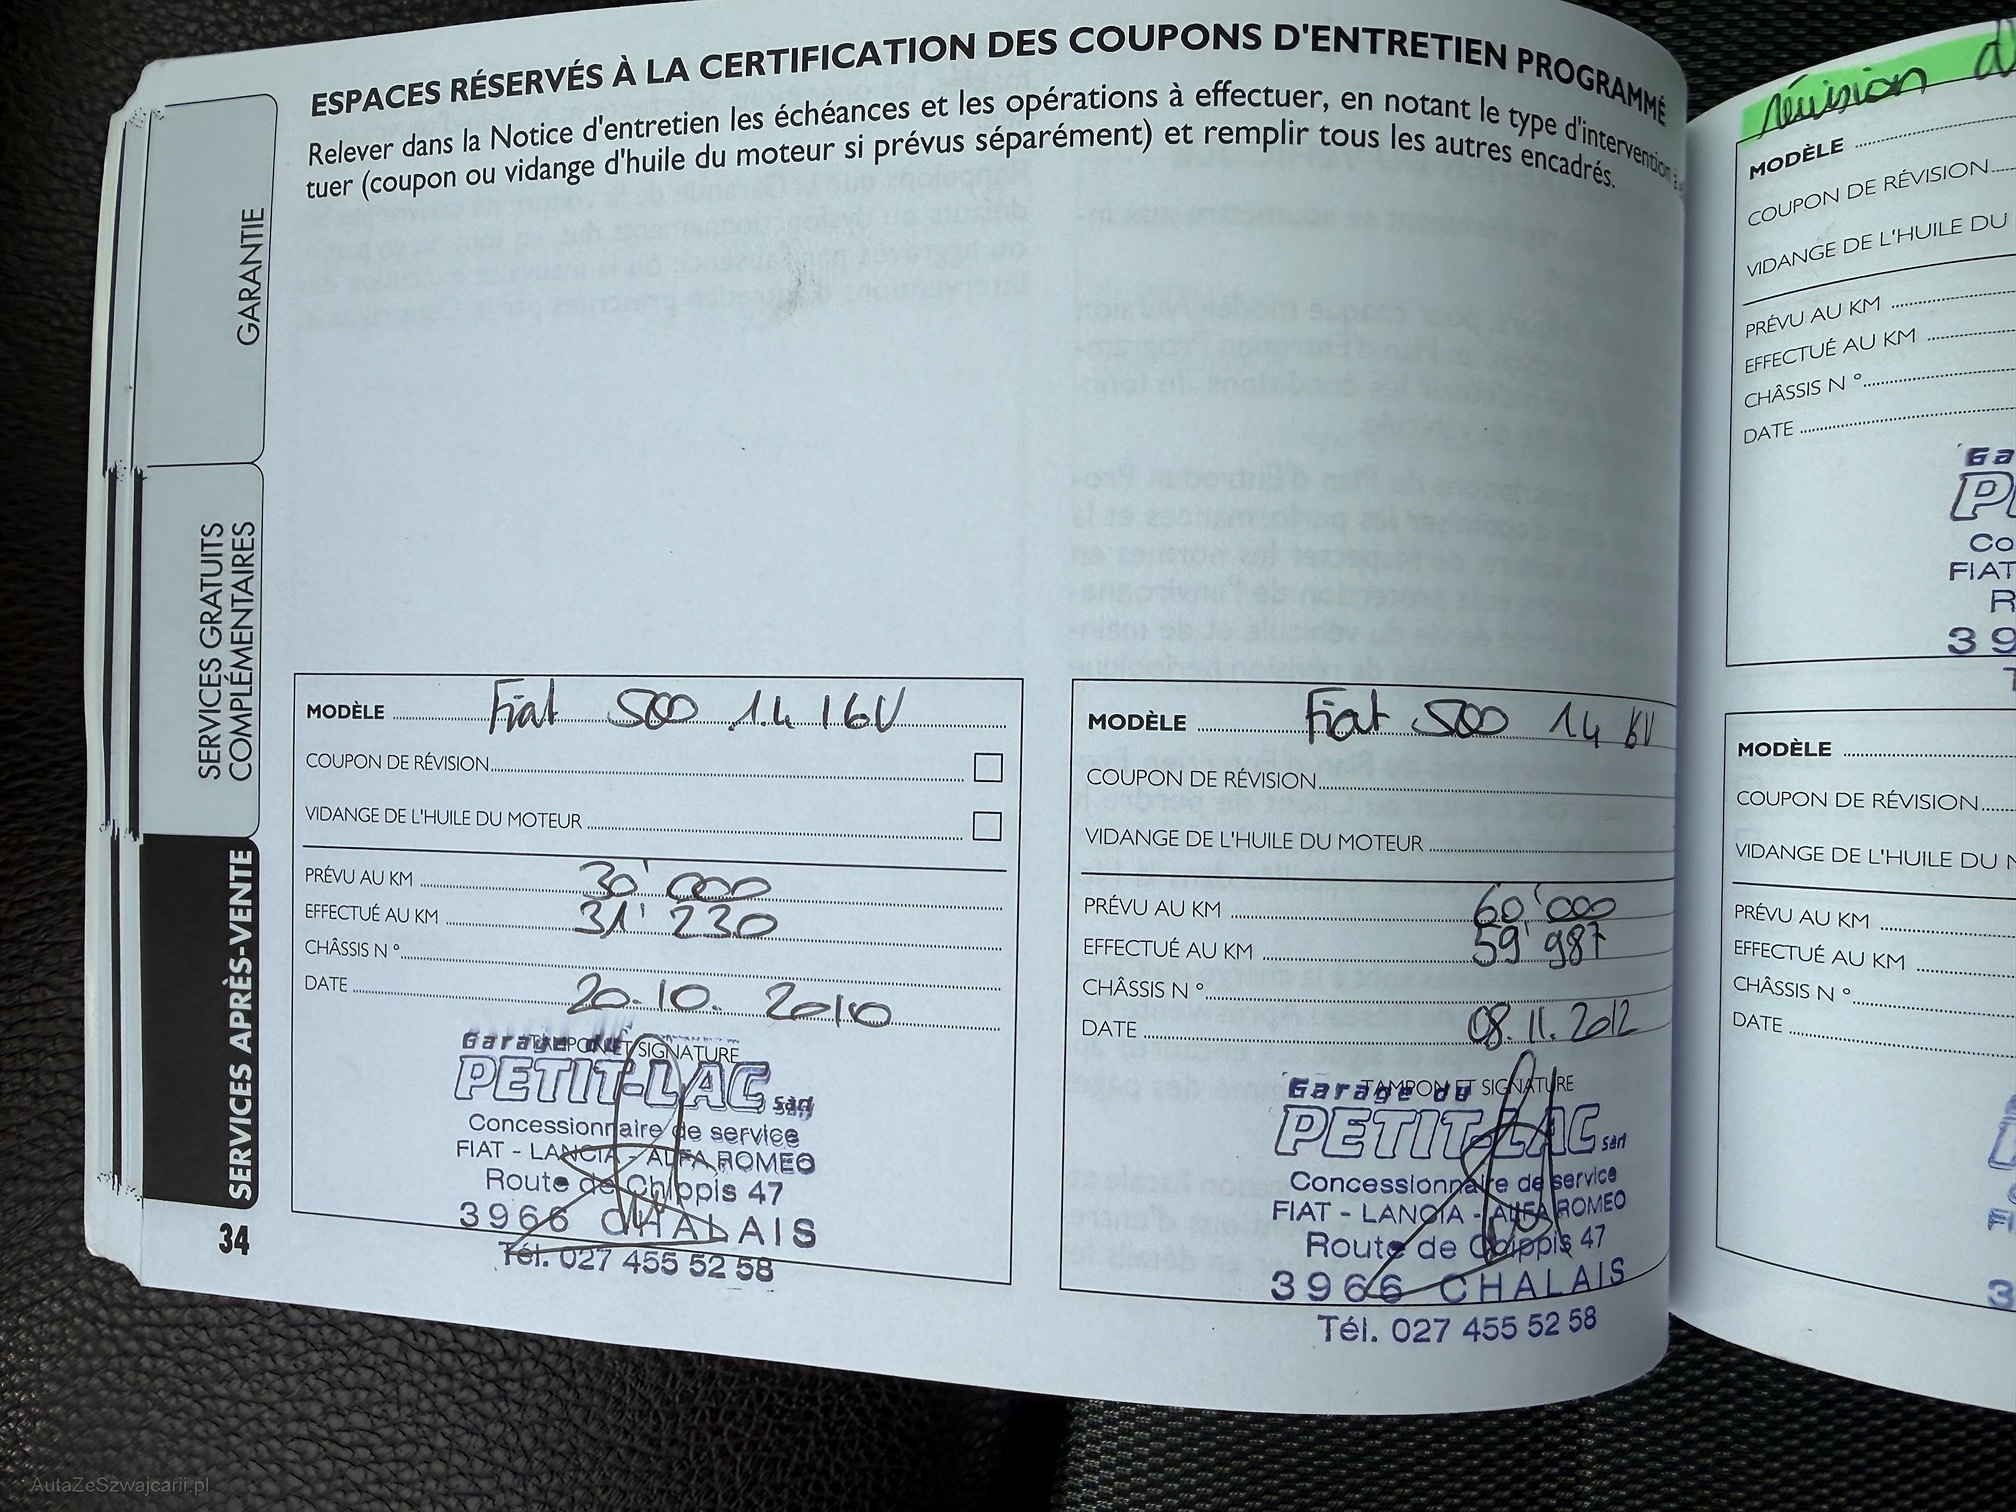 ESPACES RÉSERVÉS À LA CERTIFICATION DES COUPONS D'ENTRETIEN PROGRAMMÉ
Relever dans la Notice d'entretien les échéances et les opérations à effectuer, en notant le type d'intervention
tuer (coupon ou vidange d'huile du moteur si prévus séparément) et remplir tous les autres encadrés.
GARANTIE
SERVICES GRATUITS
COMPLÉMENTAIRES
SERVICES APRÈS-VENTE
34
MODÈLE Fiat 500 1.4 16V
COUPON DE RÉVISION
VIDANGE DE L'HUILE DU MOTEUR
PRÉVU AU KM 30'000
EFFECTUÉ AU KM 31'230
CHÂSSIS N°
DATE 20.10.2010
TAMPON ET SIGNATURE
Garage du
PETIT-LAC sàrl
Concessionnaire de service
FIAT - LANCIA - ALFA ROMEO
Route de Chippis 47
3966 CHALAIS
Tél. 027 455 52 58
MODÈLE Fiat 500 1.4
COUPON DE RÉVISION
VIDANGE DE L'HUILE DU MOTEUR
PRÉVU AU KM 60'000
EFFECTUÉ AU KM 59'987
CHÂSSIS N°
DATE 08.11.2012
TAMPON ET SIGNATURE
Garage du
PETIT-LAC sàrl
Concessionnaire de service
FIAT - LANCIA - ALFA ROMEO
Route de Chippis 47
3966 CHALAIS
Tél. 027 455 52 58
révision
MODÈLE
COUPON DE RÉVISION
VIDANGE DE L'HUILE DU
PRÉVU AU KM
EFFECTUÉ AU KM
CHÂSSIS N°
DATE
FIAT
MODÈLE
COUPON DE RÉVISION
VIDANGE DE L'HUILE DU
PRÉVU AU KM
EFFECTUÉ AU KM
CHÂSSIS N°
DATE
AutaZeSzwajcarii.pl